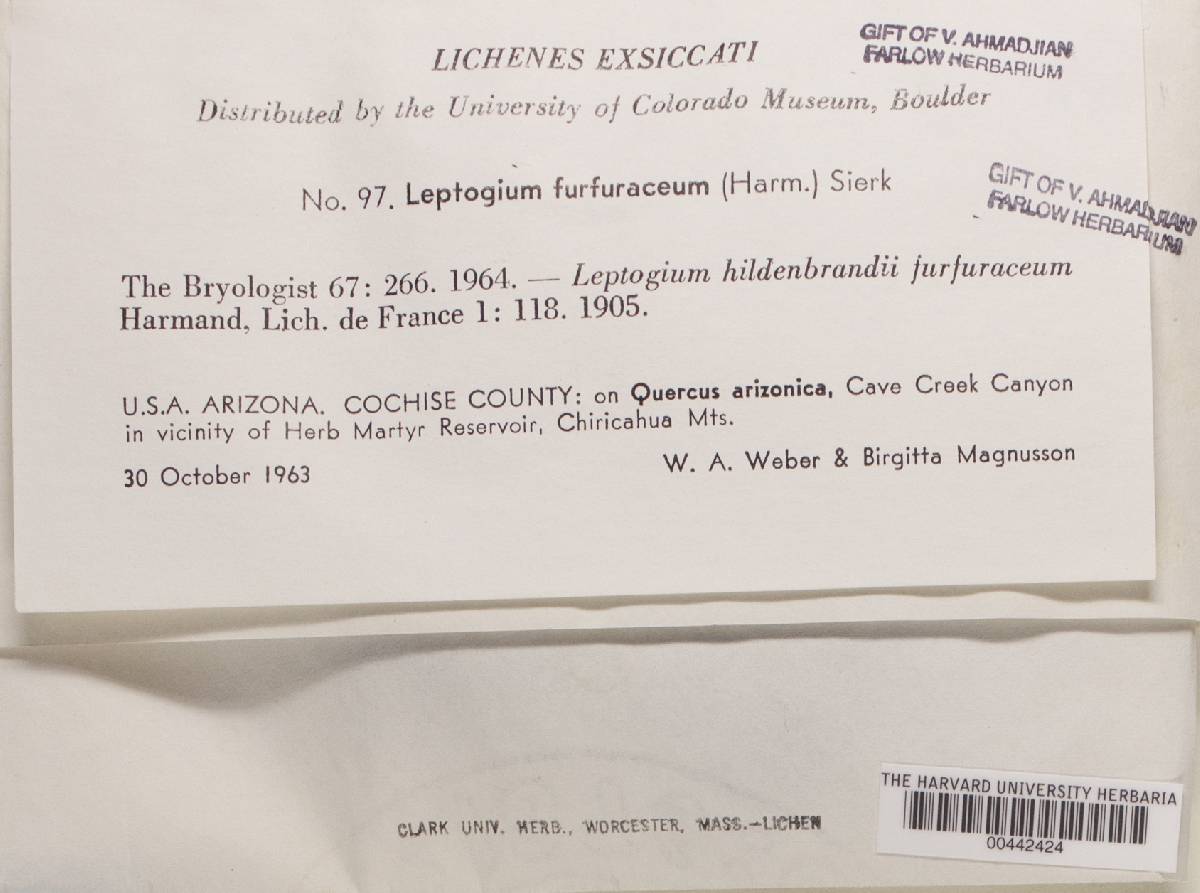 GIFT OF V. AHMADJIAN
FARLOW HERBARIUM
LICHENES EXSICCATI
Distributed by the University of Colorado Museum, Boulder
No. 97. Leptogium furfuraceum (Harm.) Sierk
GIFT OF V. AHMADJIAN
FARLOW HERBARIUM
The Bryologist 67: 266. 1964. — Leptogium hildenbrandii furfuraceum
Harmand, Lich. de France 1: 118. 1905.
U.S.A. ARIZONA. COCHISE COUNTY: on Quercus arizonica, Cave Creek Canyon
in vicinity of Herb Martyr Reservoir, Chiricahua Mts.
30 October 1963
W. A. Weber & Birgitta Magnusson
THE HARVARD UNIVERSITY HERBARIA
00442424
CLARK UNIV. HERB., WORCESTER, MASS.—LICHEN